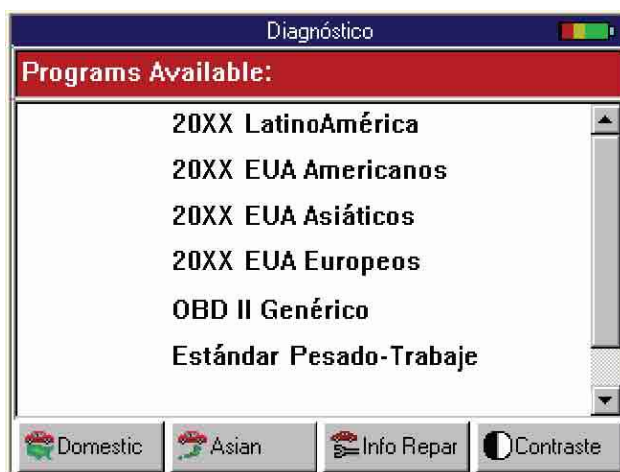 Diagnóstico
Programs Available:
20XX LatinoAmérica
20XX EUA Americanos
20XX EUA Asiáticos
20XX EUA Europeos
OBD II Genérico
Estándar Pesado-Trabaje
Domestic Asian Info Repar Contraste